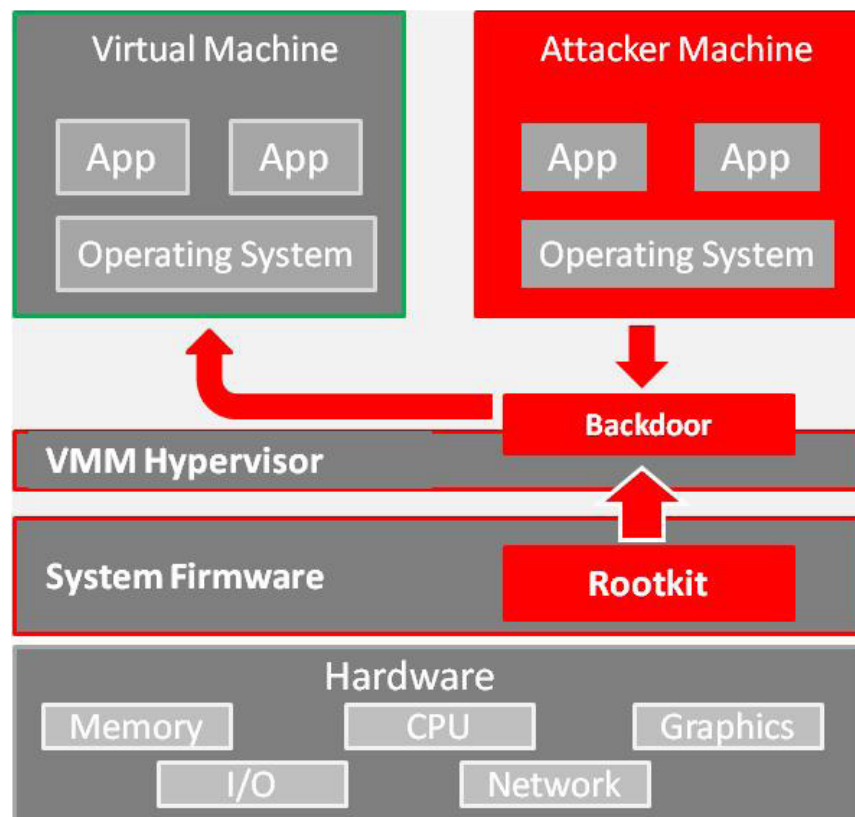 Virtual Machine
Attacker Machine
App
App
App
App
Operating System
Operating System
Backdoor
VMM Hypervisor
System Firmware
Rootkit
Hardware
Memory
CPU
Graphics
I/O
Network